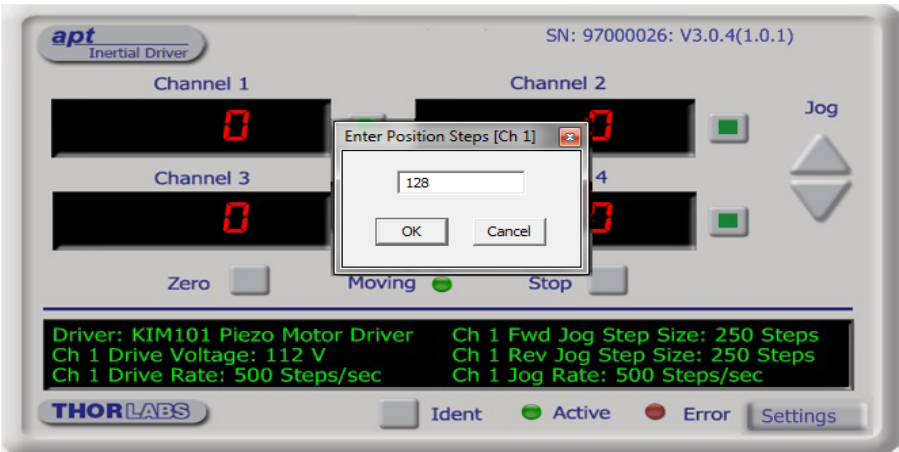 apt
Inertial Driver
SN: 97000026: V3.0.4(1.0.1)
Channel 1
Channel 2
0
0
Jog
Enter Position Steps [Ch 1]
128
OK
Cancel
Channel 3
4
0
0
Zero
Moving
Stop
Driver: KIM101 Piezo Motor Driver
Ch 1 Drive Voltage: 112 V
Ch 1 Drive Rate: 500 Steps/sec
Ch 1 Fwd Jog Step Size: 250 Steps
Ch 1 Rev Jog Step Size: 250 Steps
Ch 1 Jog Rate: 500 Steps/sec
THORLABS
Ident
Active
Error
Settings